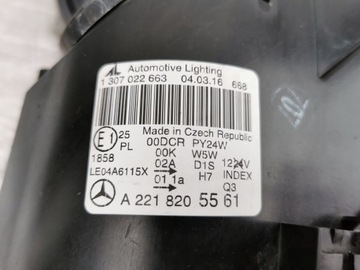 AL Automotive Lighting
1 307 022 663 04.03.16 668
Made in Czech Republic
E1 25 00DCR PY24W
PL 00K W5W
1858 02A D1S 12V
LE04A6115X 01 1a H7 INDEX
Q3
A 221 820 55 61